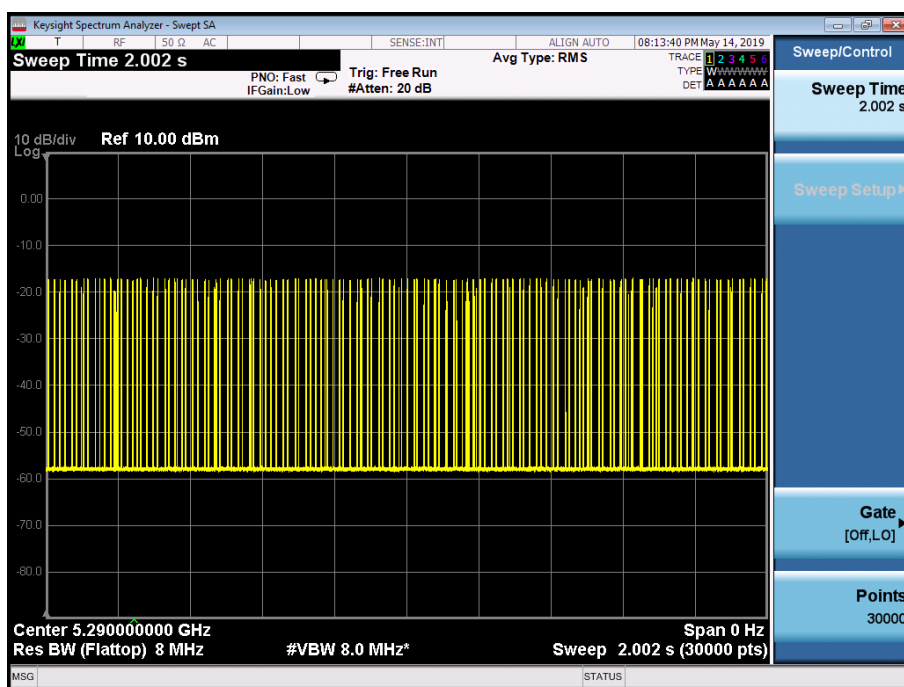 Keysight Spectrum Analyzer - Swept SA
LXI T RF 50 Ω AC SENSE:INT ALIGN AUTO 08:13:40 PM May 14, 2019
Sweep Time 2.002 s
PNO: Fast
IFGain:Low
Trig: Free Run
#Atten: 20 dB
Avg Type: RMS
TRACE 1 2 3 4 5 6
TYPE WWWWWW
DET A A A A A A
10 dB/div Ref 10.00 dBm
Log
0.00
-10.0
-20.0
-30.0
-40.0
-50.0
-60.0
-70.0
-80.0
Center 5.290000000 GHz Span 0 Hz
Res BW (Flattop) 8 MHz #VBW 8.0 MHz* Sweep 2.002 s (30000 pts)
MSG STATUS
Sweep/Control
Sweep Time
2.002 s
Sweep Setup
Gate
[Off,LO]
Points
30000